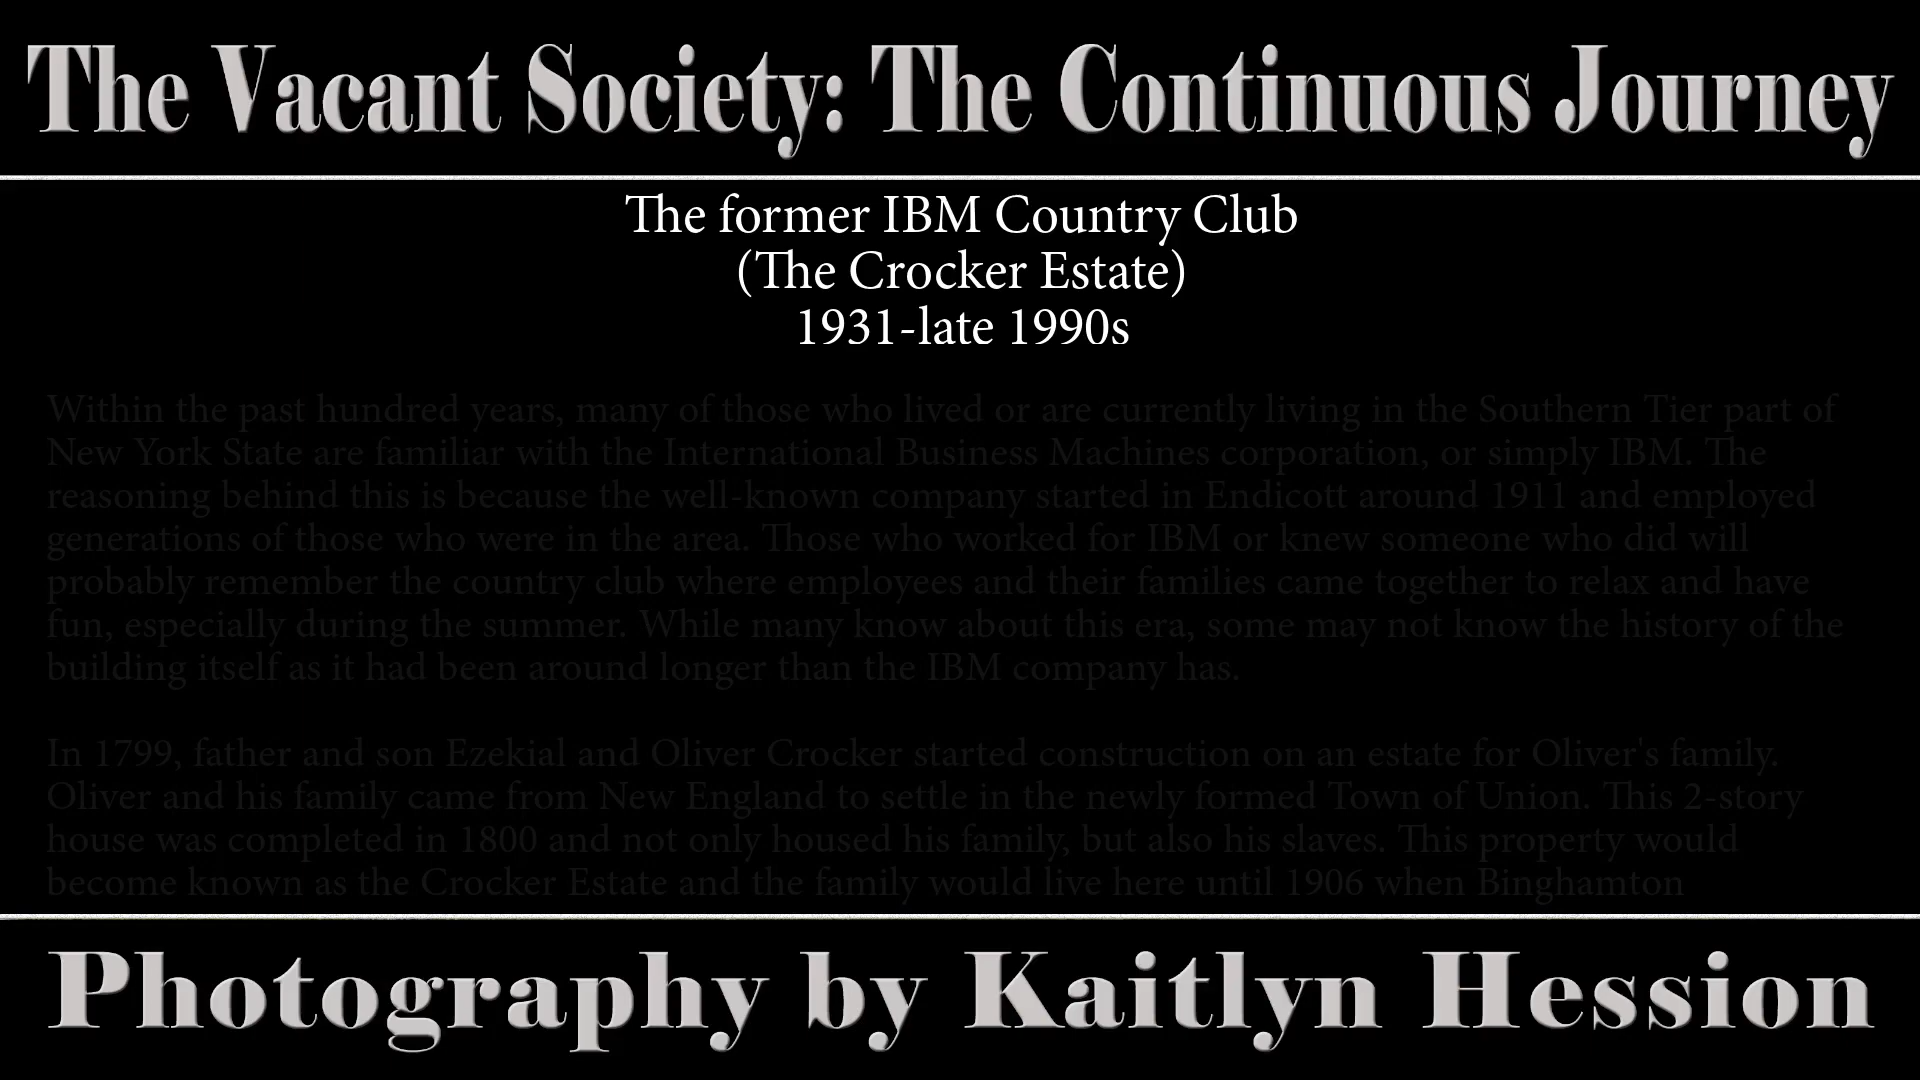 The Vacant Society: The Continuous Journey
The former IBM Country Club
(The Crocker Estate)
1931-late 1990s
Within the past hundred years, many of those who lived or are currently living in the Southern Tier part of
New York State are familiar with the International Business Machines corporation, or simply IBM. The
reasoning behind this is because the well-known company started in Endicott around 1911 and employed
generations of those who were in the area. Those who worked for IBM or knew someone who did will
probably remember the country club where employees and their families came together to relax and have
fun, especially during the summer. While many know about this era, some may not know the history of the
building itself as it had been around longer than the IBM company has.
In 1799, father and son Ezekial and Oliver Crocker started construction on an estate for Oliver's family.
Oliver and his family came from New England to settle in the newly formed Town of Union. This 2-story
house was completed in 1800 and not only housed his family, but also his slaves. This property would
become known as the Crocker Estate and the family would live here until 1906 when Binghamton
Photography by Kaitlyn Hession